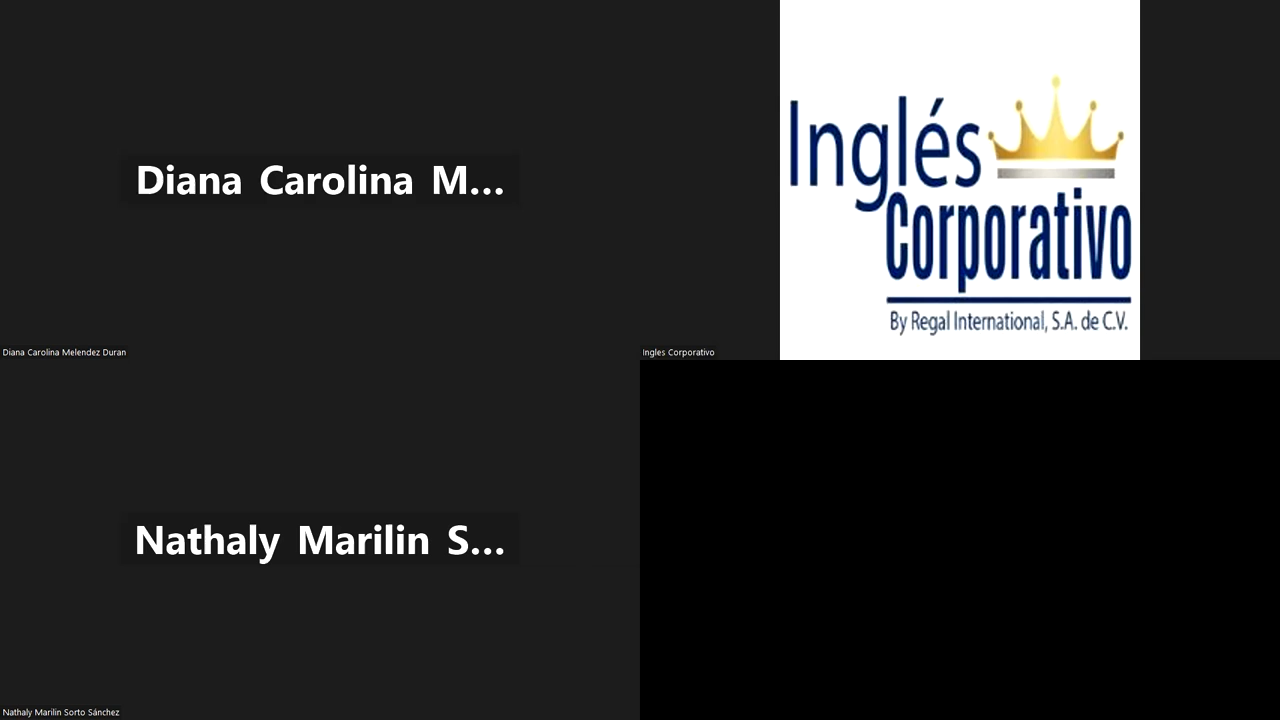 Diana Carolina M...
Diana Carolina Melendez Duran
Inglés
Corporativo
By Regal International, S.A. de C.V.
Ingles Corporativo
Nathaly Marilin S...
Nathaly Marilin Sorto Sánchez